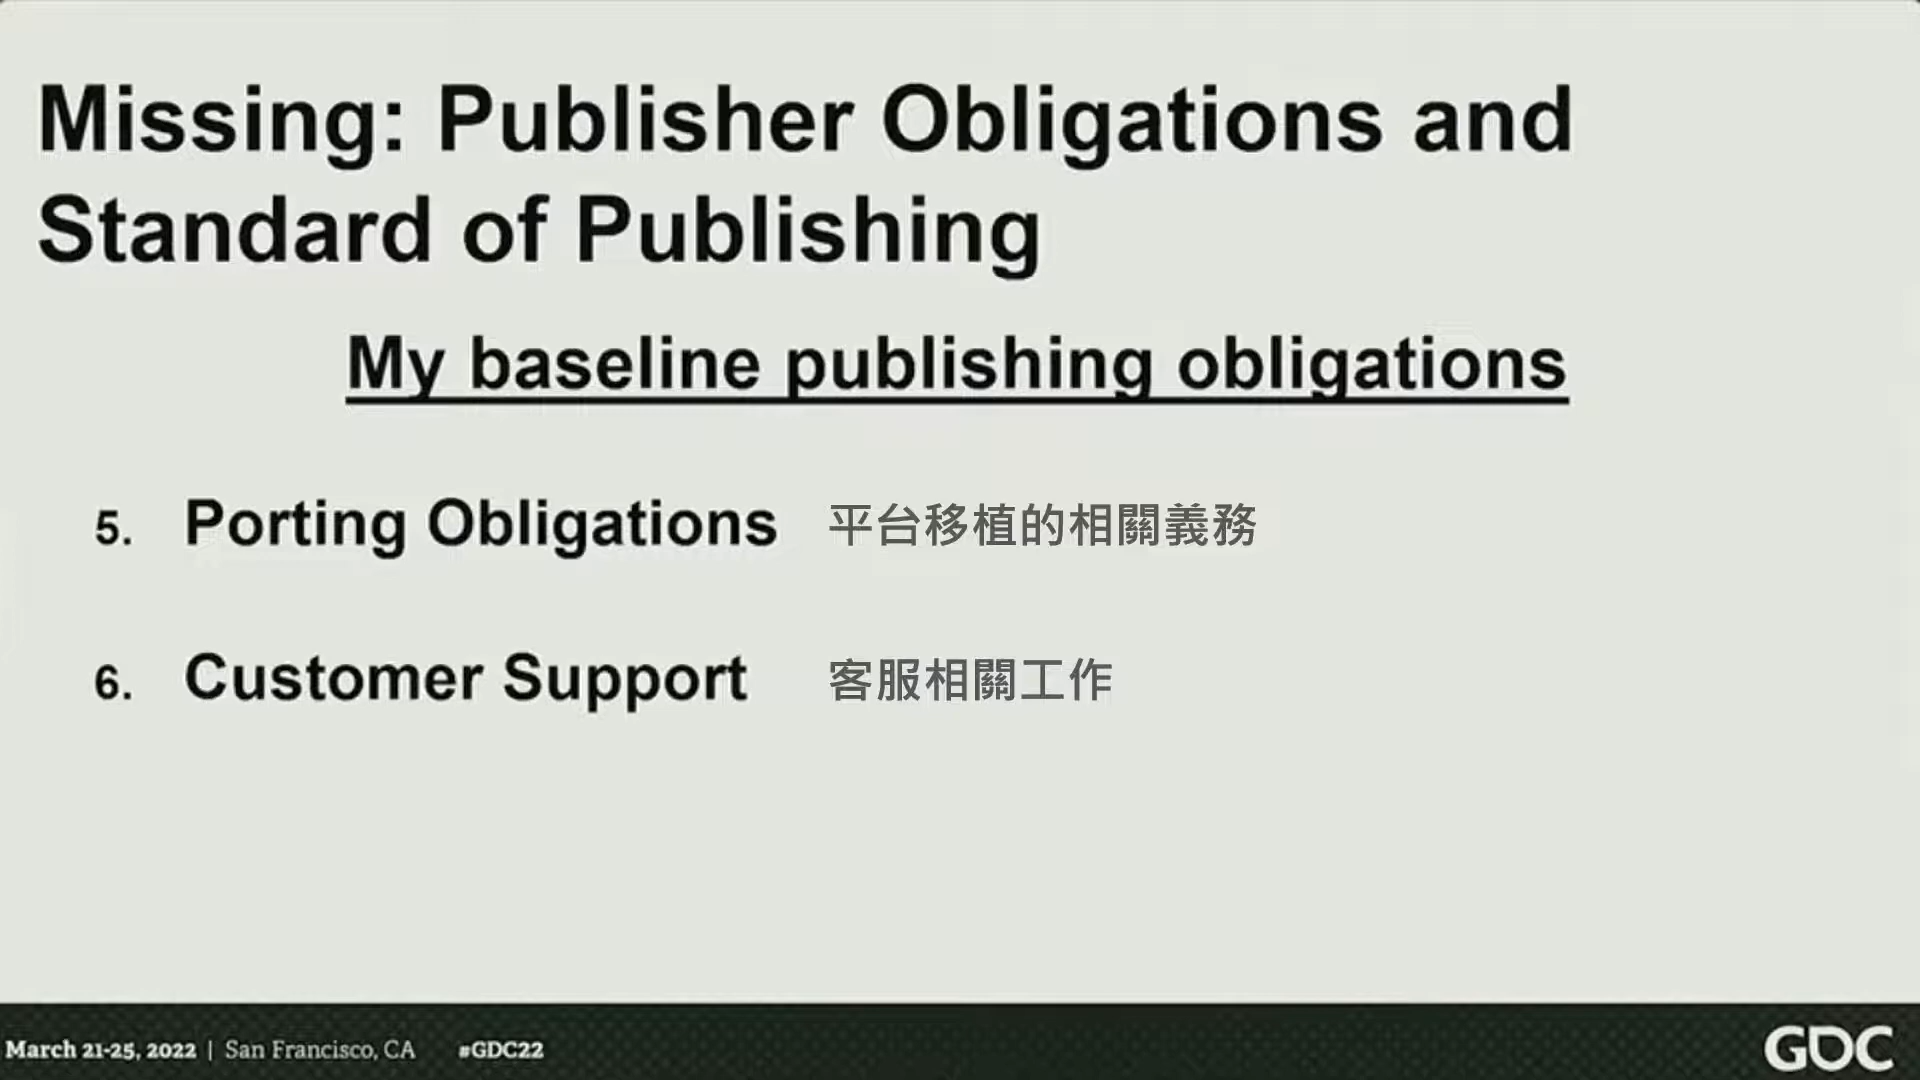 Missing: Publisher Obligations and
Standard of Publishing
My baseline publishing obligations
5. Porting Obligations 平台移植的相關義務
6. Customer Support 客服相關工作
March 21-25, 2022 | San Francisco, CA #GDC22
GDC